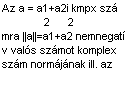 Az a = a1+a2i kmpx szá
2 2
mra ||a||=a1+a2 nemnegatí
v valós számot komplex
szám normájának ill. az